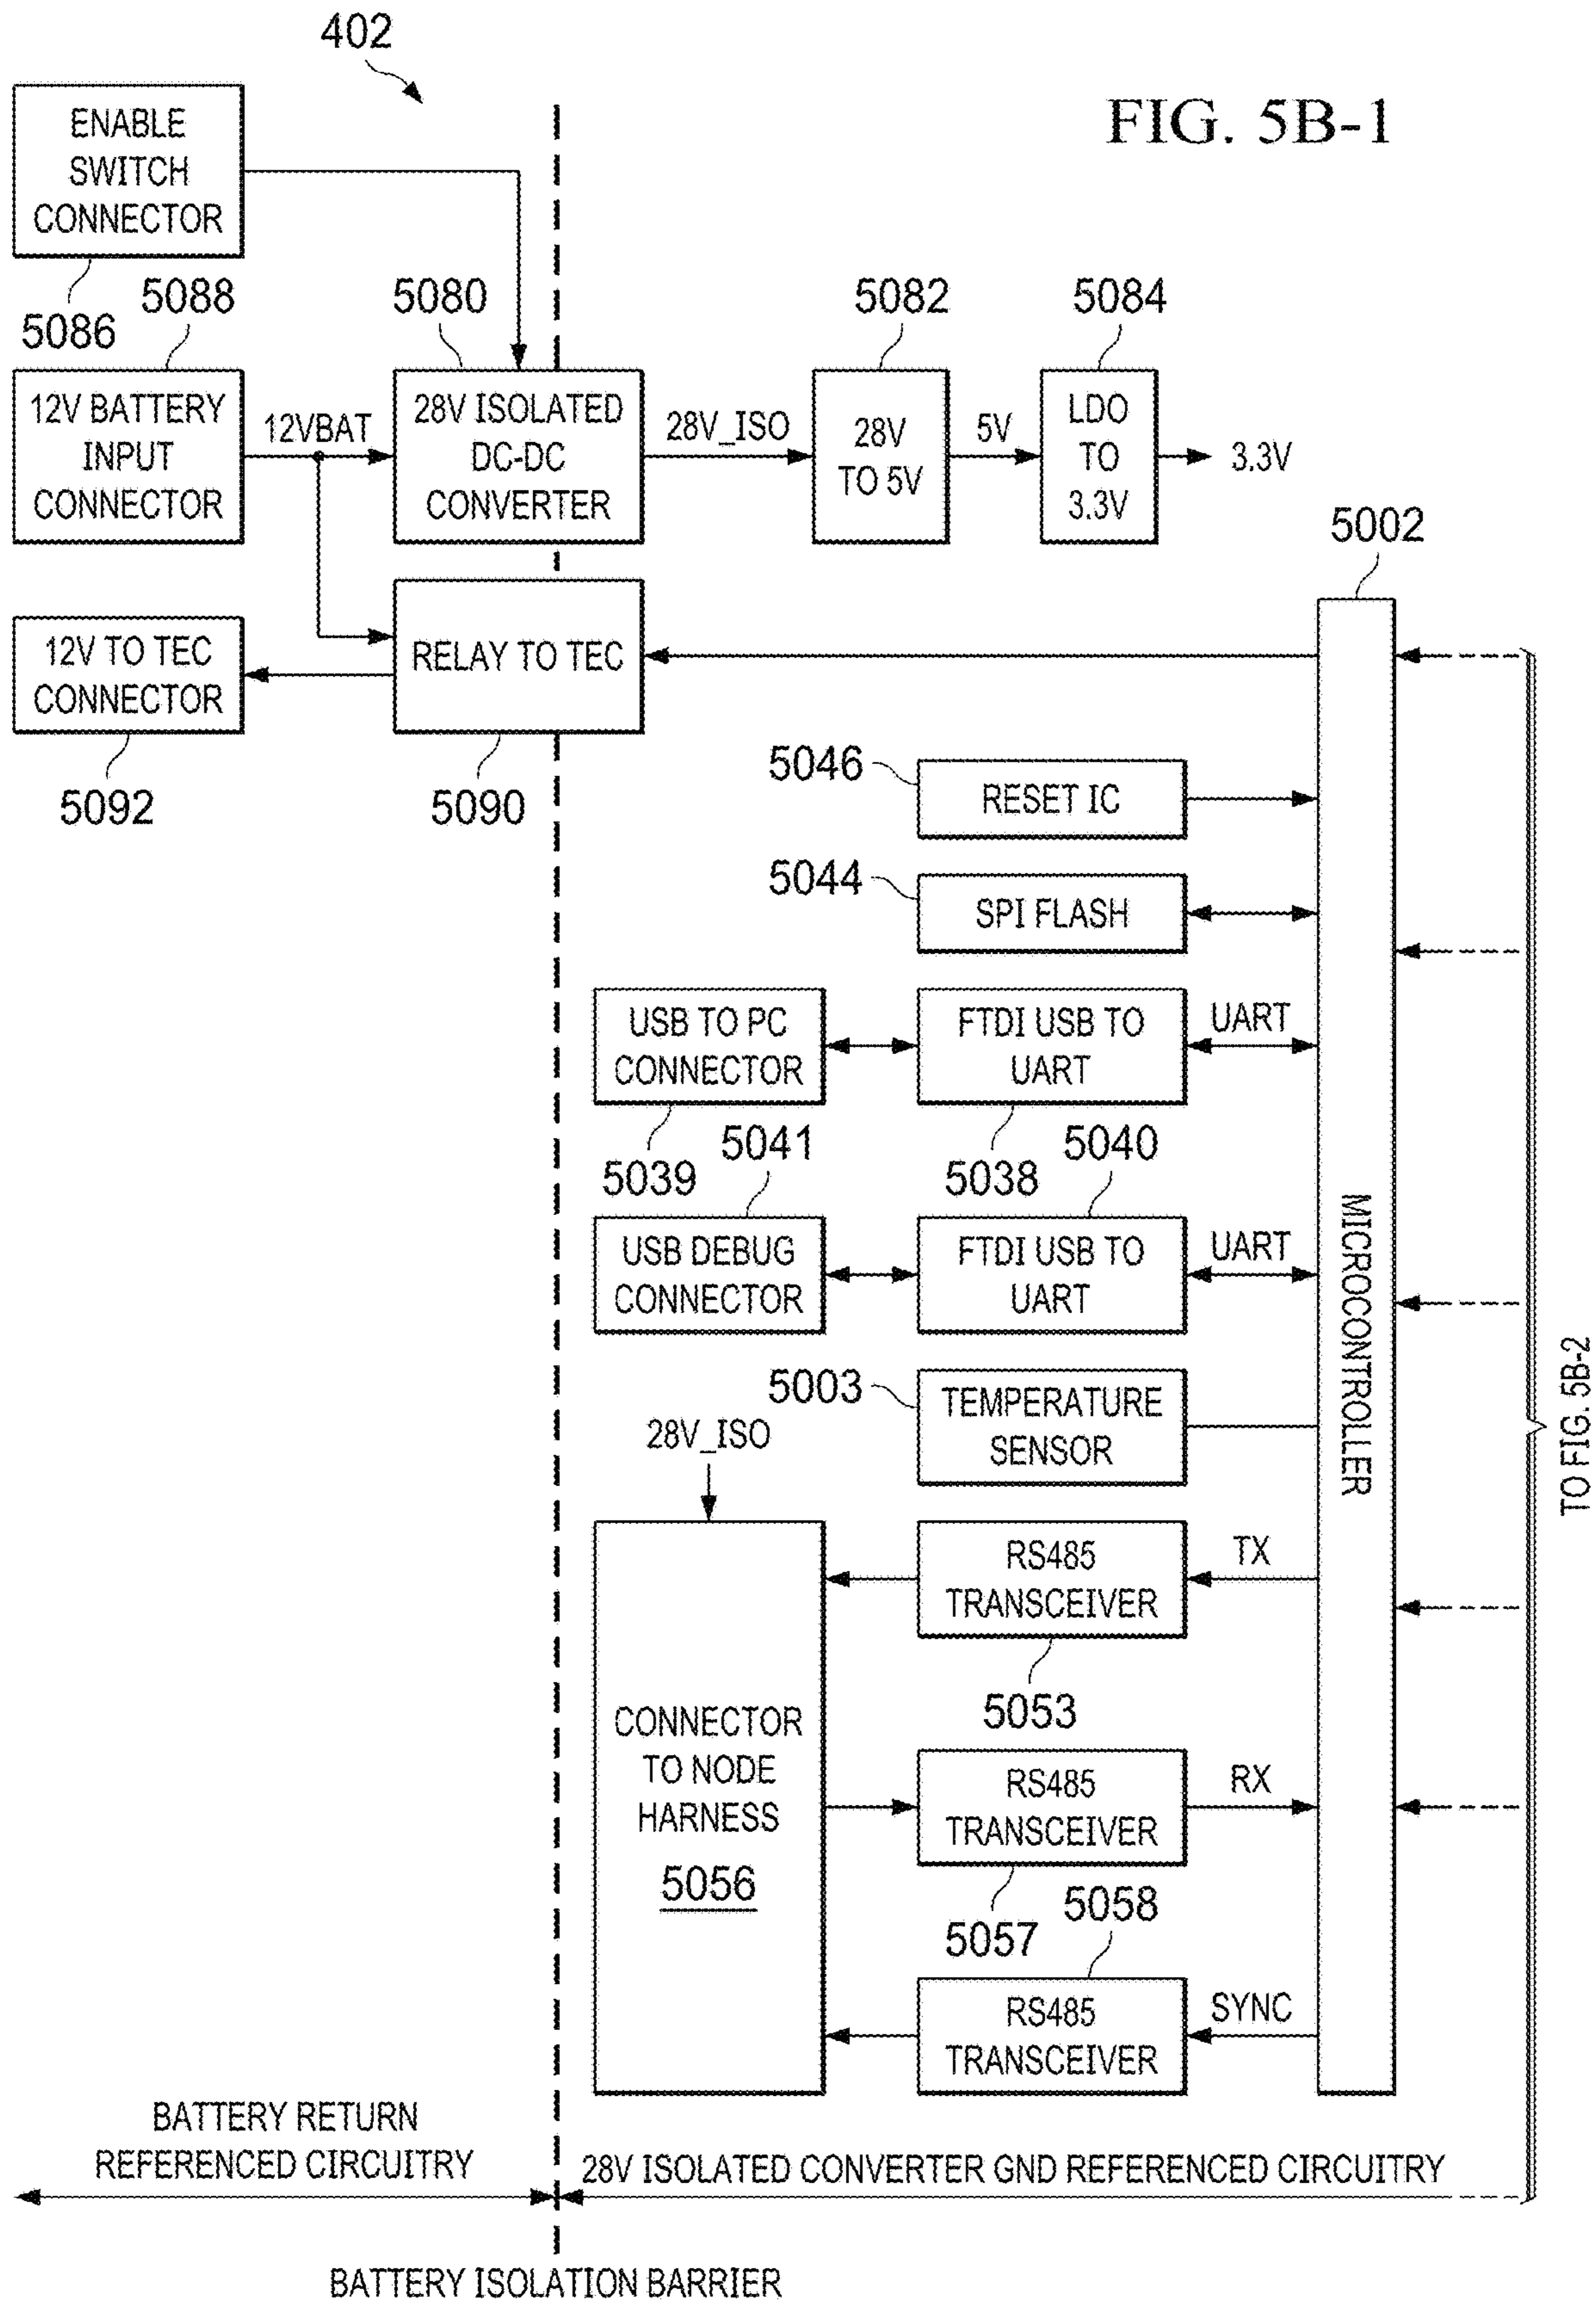 402
FIG. 5B-1
ENABLE
SWITCH
CONNECTOR
5086
5088
5080
5082
5084
12V BATTERY
INPUT
CONNECTOR
12VBAT
28V ISOLATED
DC-DC
CONVERTER
28V_ISO
28V
TO 5V
5V
LDO
TO
3.3V
3.3V
5002
12V TO TEC
CONNECTOR
5092
RELAY TO TEC
5090
5046
RESET IC
5044
SPI FLASH
USB TO PC
CONNECTOR
5039
FTDI USB TO
UART
5038
UART
5041
5040
USB DEBUG
CONNECTOR
FTDI USB TO
UART
UART
MICROCONTROLLER
5003
TEMPERATURE
SENSOR
28V_ISO
TO FIG. 5B-2
RS485
TRANSCEIVER
TX
5053
CONNECTOR
TO NODE
HARNESS
5056
RS485
TRANSCEIVER
RX
5057
5058
RS485
TRANSCEIVER
SYNC
BATTERY RETURN
REFERENCED CIRCUITRY
28V ISOLATED CONVERTER GND REFERENCED CIRCUITRY
BATTERY ISOLATION BARRIER